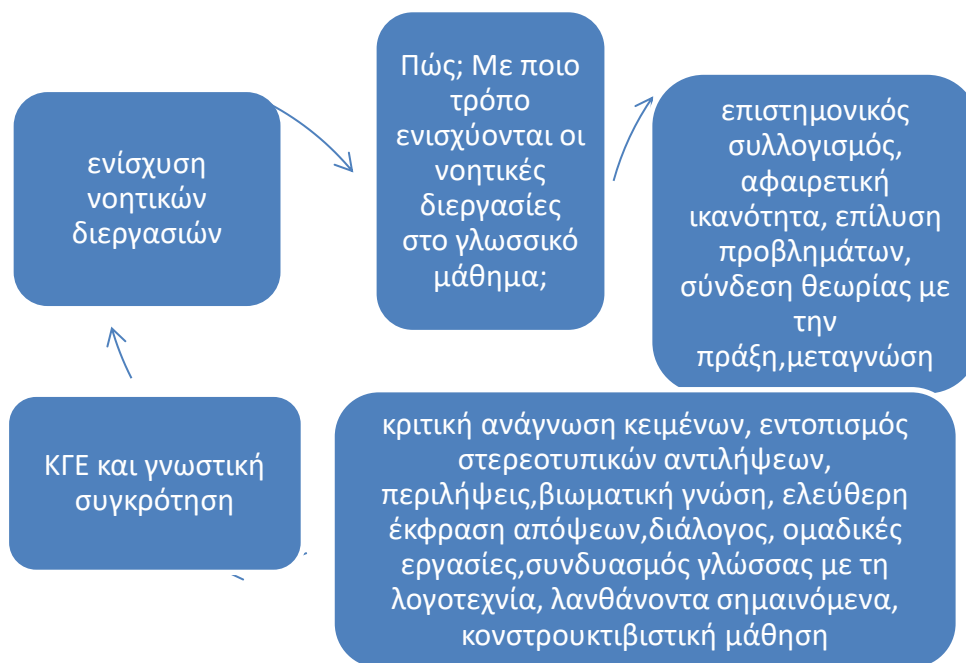 ενίσχυση
νοητικών
διεργασιών
Πώς; Με ποιο
τρόπο
ενισχύονται οι
νοητικές
διεργασίες
στο γλωσσικό
μάθημα;
επιστημονικός
συλλογισμός,
αφαιρετική
ικανότητα, επίλυση
προβλημάτων,
σύνδεση θεωρίας με
την
πράξη,μεταγνώση
κριτική ανάγνωση κειμένων, εντοπισμός
στερεοτυπικών αντιλήψεων,
περιλήψεις,βιωματική γνώση, ελεύθερη
έκφραση απόψεων,διάλογος, ομαδικές
εργασίες,συνδυασμός γλώσσας με τη
λογοτεχνία, λανθάνοντα σημαινόμενα,
κονστρουκτιβιστική μάθηση
ΚΓΕ και γνωστική
συγκρότηση